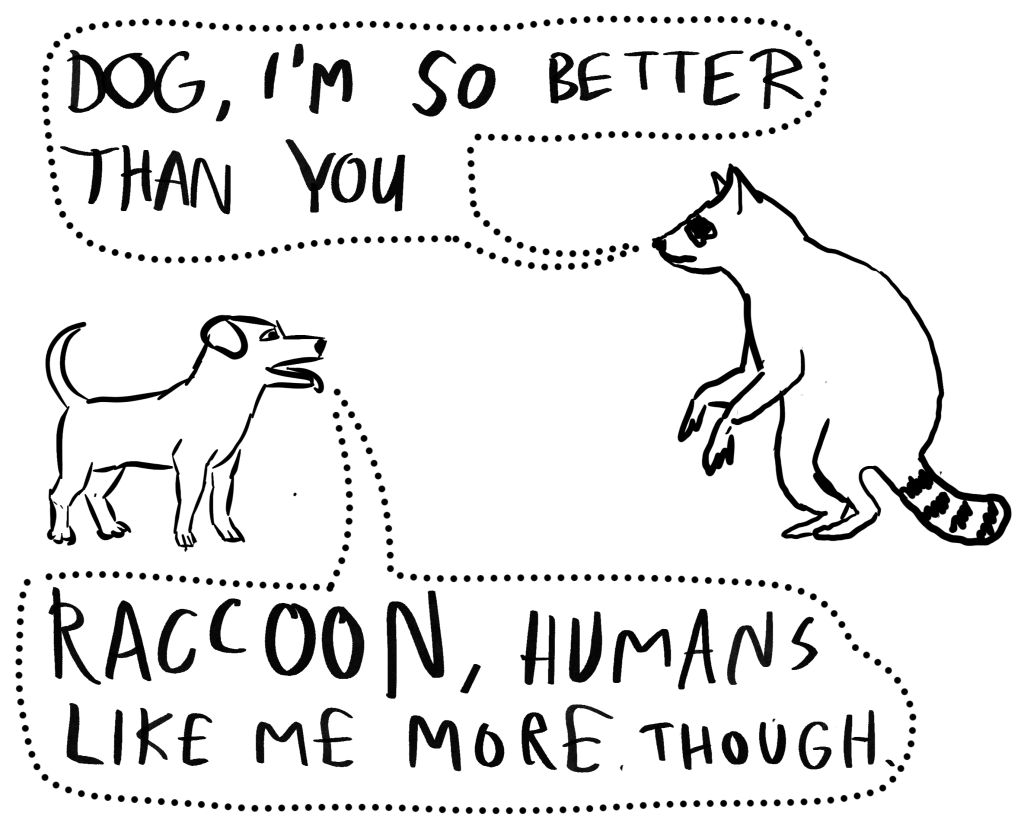 DOG, I'M SO BETTER
THAN YOU
RACCOON, HUMANS
LIKE ME MORE THOUGH.